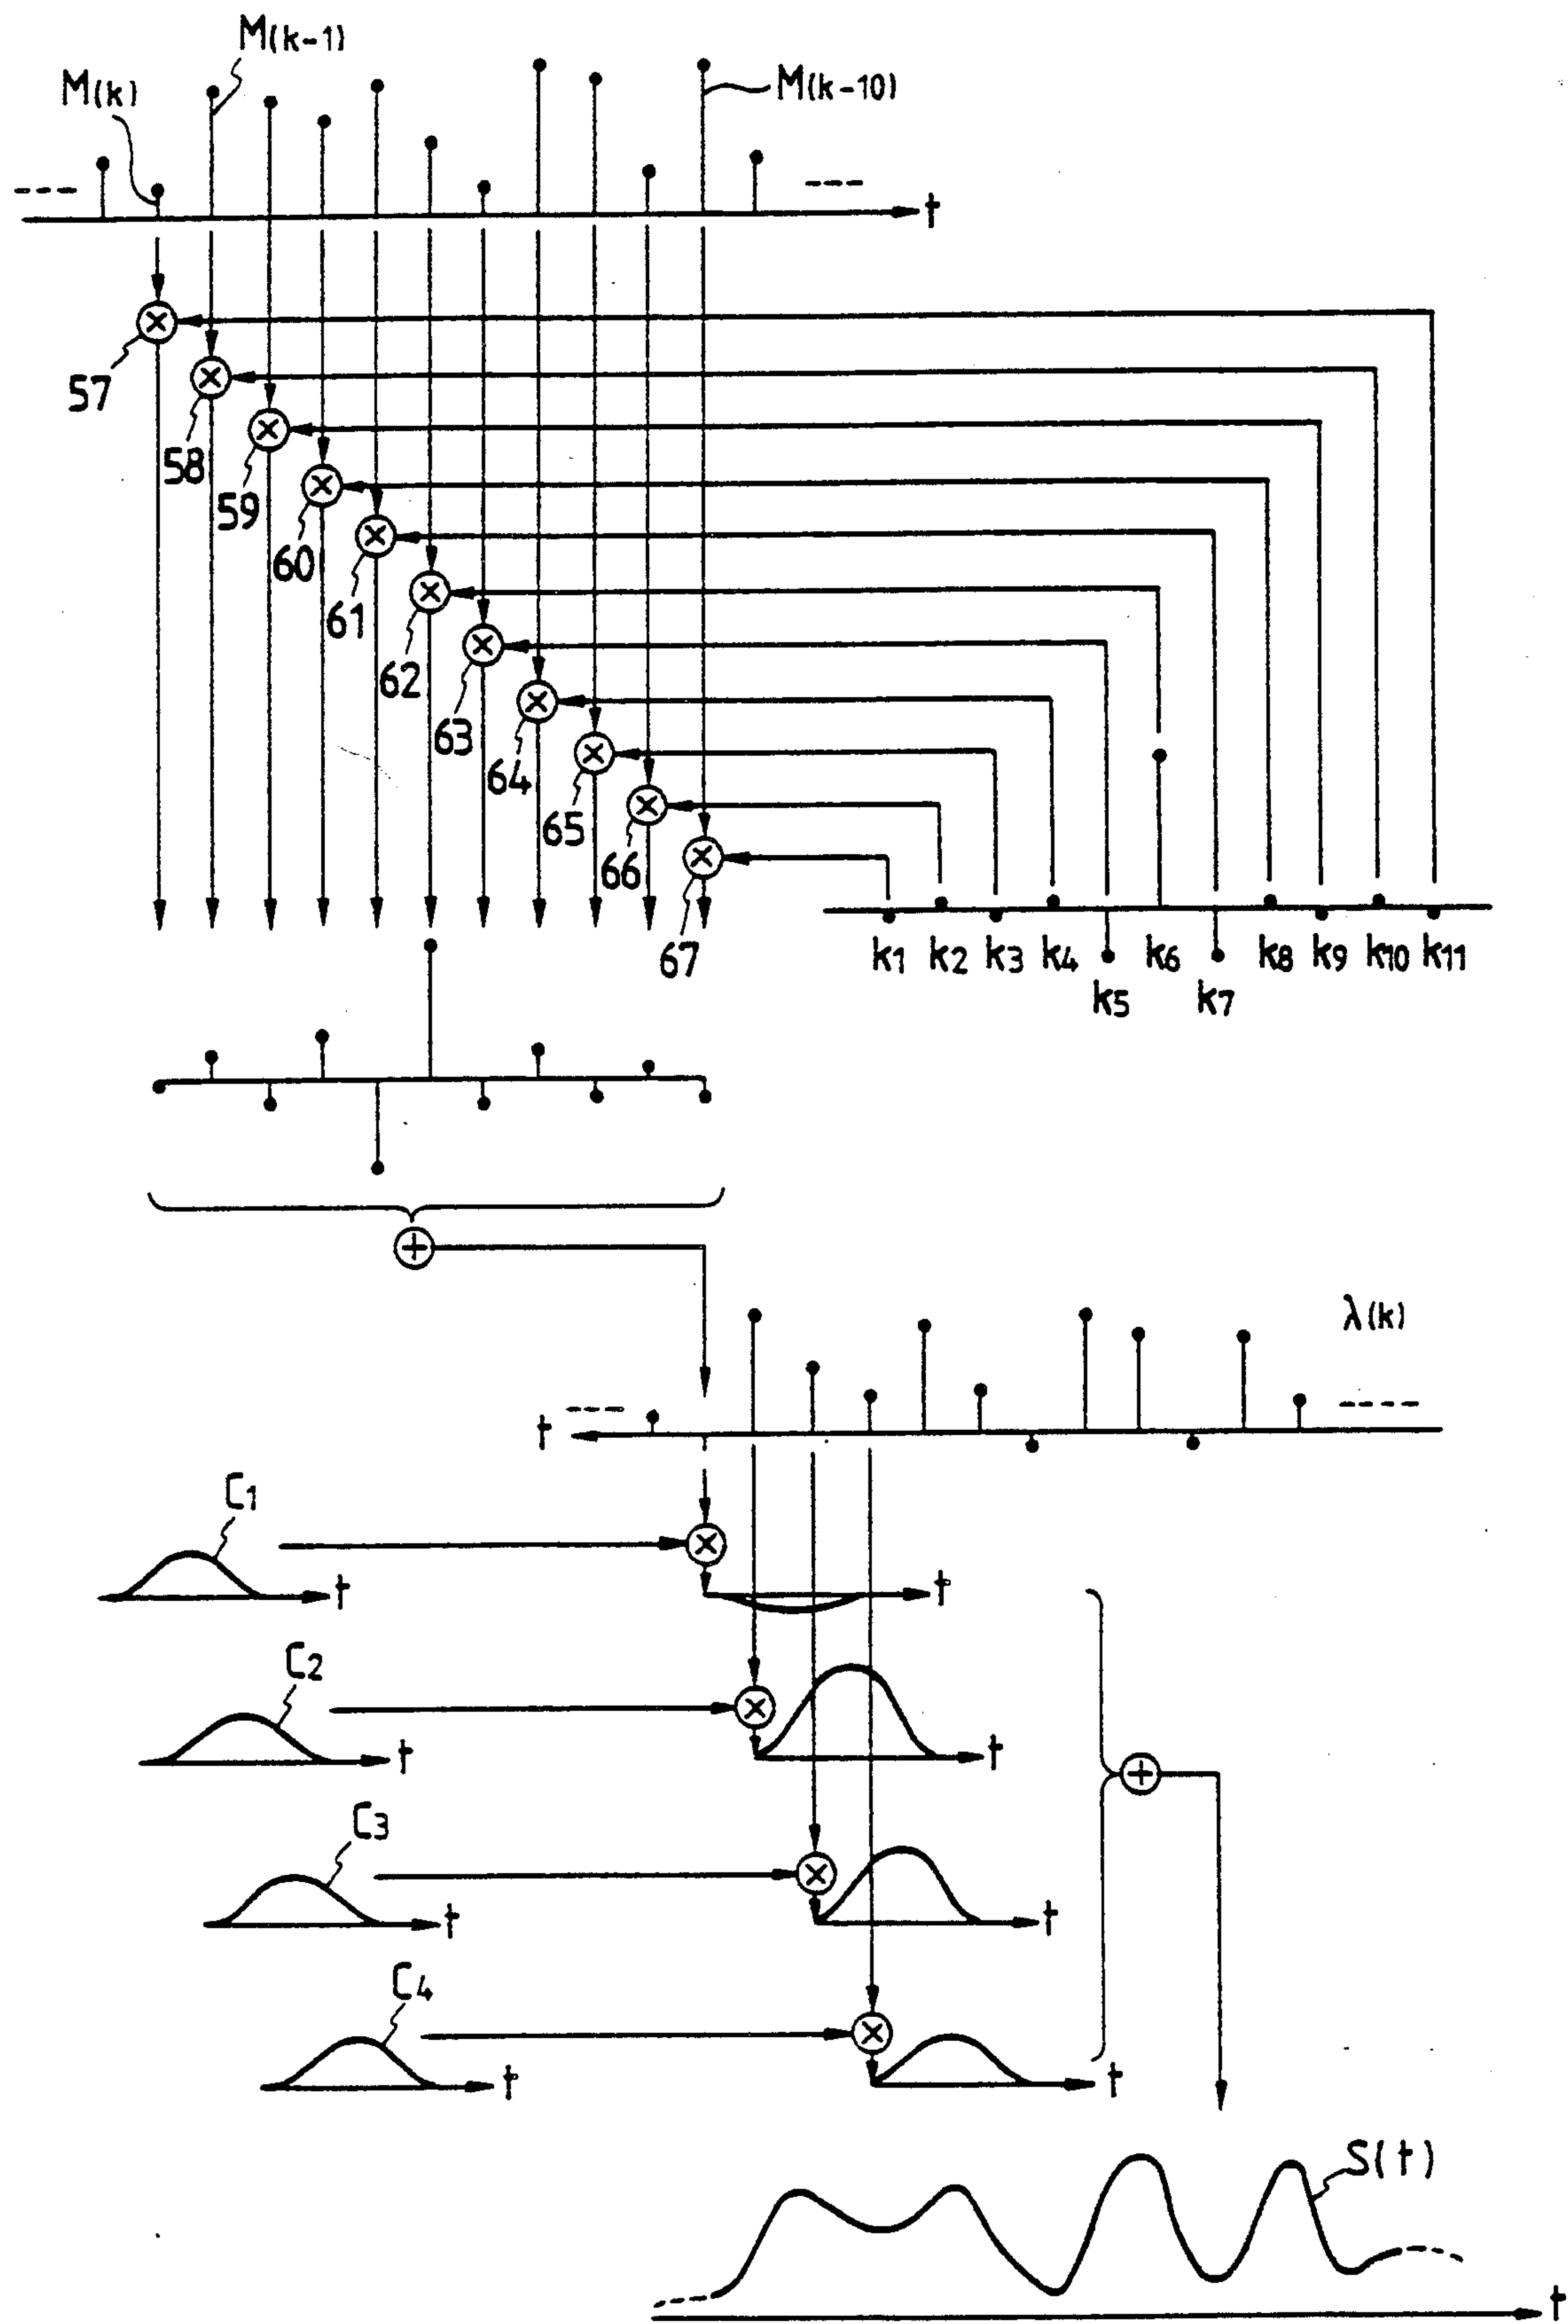 M(k-1)
M(k)
M(k-10)
t
57
58
59
60
61
62
63
64
65
66
67
k1 k2 k3 k4 k5 k6 k7 k8 k9 k10 k11
λ(k)
t
C1
t
t
C2
t
t
C3
t
t
C4
t
t
S(t)
t